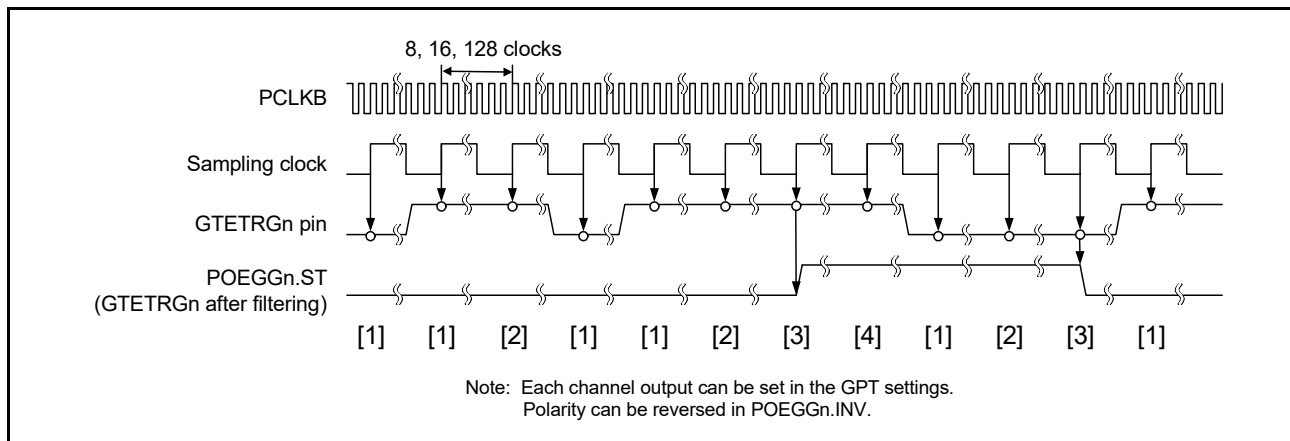 8, 16, 128 clocks
PCLKB
Sampling clock
GTETRGn pin
POEGGn.ST
(GTETRGn after filtering)
[1] [1] [2] [1] [1] [2] [3] [4] [1] [2] [3] [1]
Note: Each channel output can be set in the GPT settings.
Polarity can be reversed in POEGGn.INV.